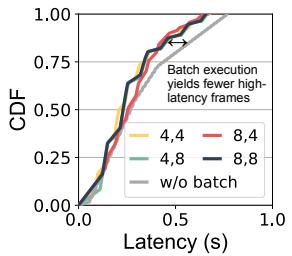 1.00
0.75
0.50
0.25
0.00
CDF
Batch execution
yields fewer high-
latency frames
4,4 8,4
4,8 8,8
w/o batch
0.0 0.5 1.0
Latency (s)